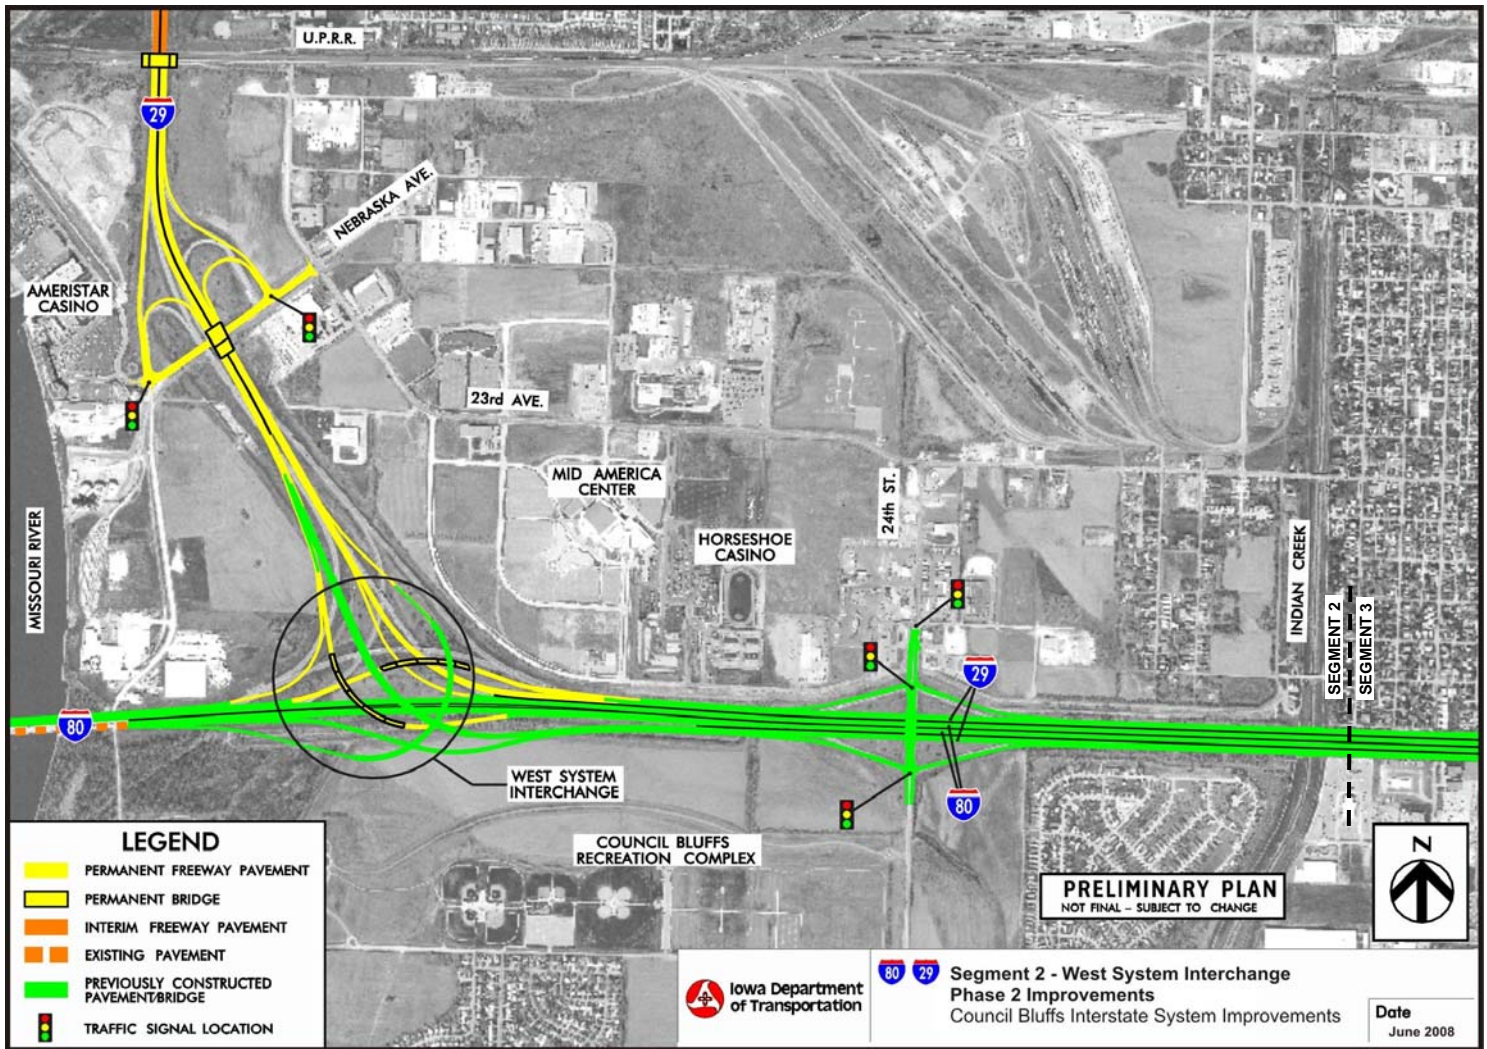 U.P.R.R.
29
NEBRASKA AVE.
AMERISTAR
CASINO
23rd AVE.
MID AMERICA
CENTER
24th ST.
HORSESHOE
CASINO
MISSOURI RIVER
INDIAN CREEK
SEGMENT 2
SEGMENT 3
29
80
80
WEST SYSTEM
INTERCHANGE
COUNCIL BLUFFS
RECREATION COMPLEX
LEGEND
PERMANENT FREEWAY PAVEMENT
PERMANENT BRIDGE
INTERIM FREEWAY PAVEMENT
EXISTING PAVEMENT
PREVIOUSLY CONSTRUCTED
PAVEMENT/BRIDGE
TRAFFIC SIGNAL LOCATION
PRELIMINARY PLAN
NOT FINAL – SUBJECT TO CHANGE
N
Iowa Department
of Transportation
80 29
Segment 2 - West System Interchange
Phase 2 Improvements
Council Bluffs Interstate System Improvements
Date
June 2008